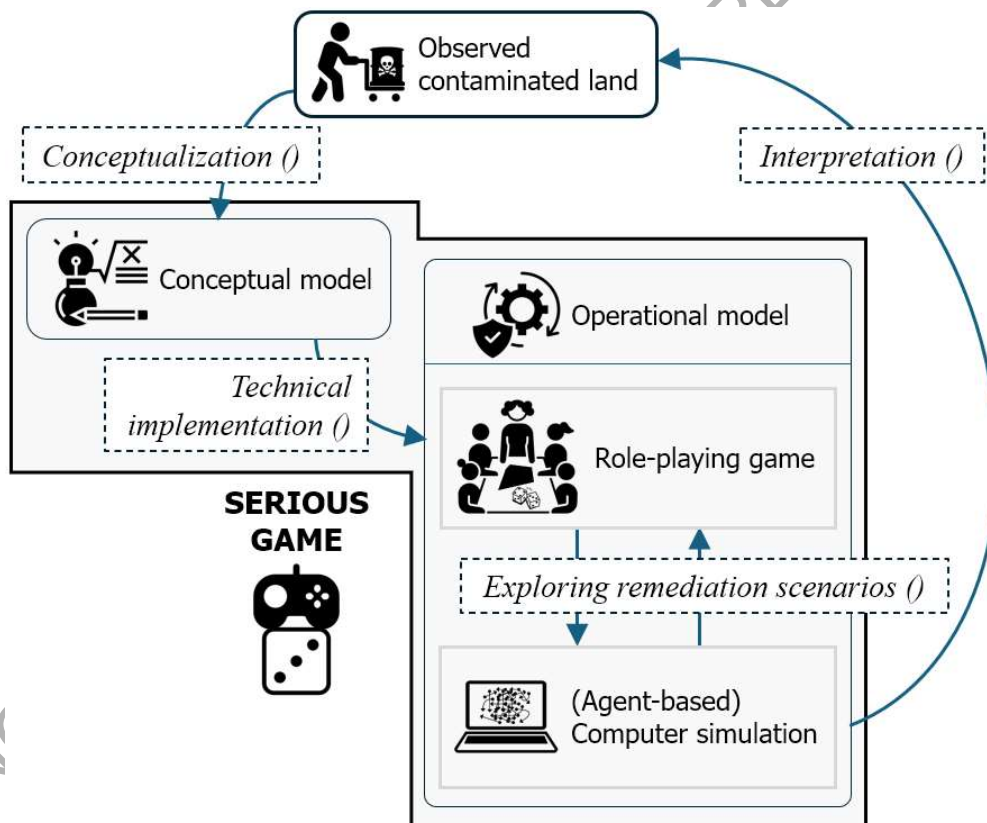 Observed
contaminated land
Conceptualization ()
Interpretation ()
Conceptual model
Operational model
Technical
implementation ()
Role-playing game
SERIOUS
GAME
Exploring remediation scenarios ()
(Agent-based)
Computer simulation